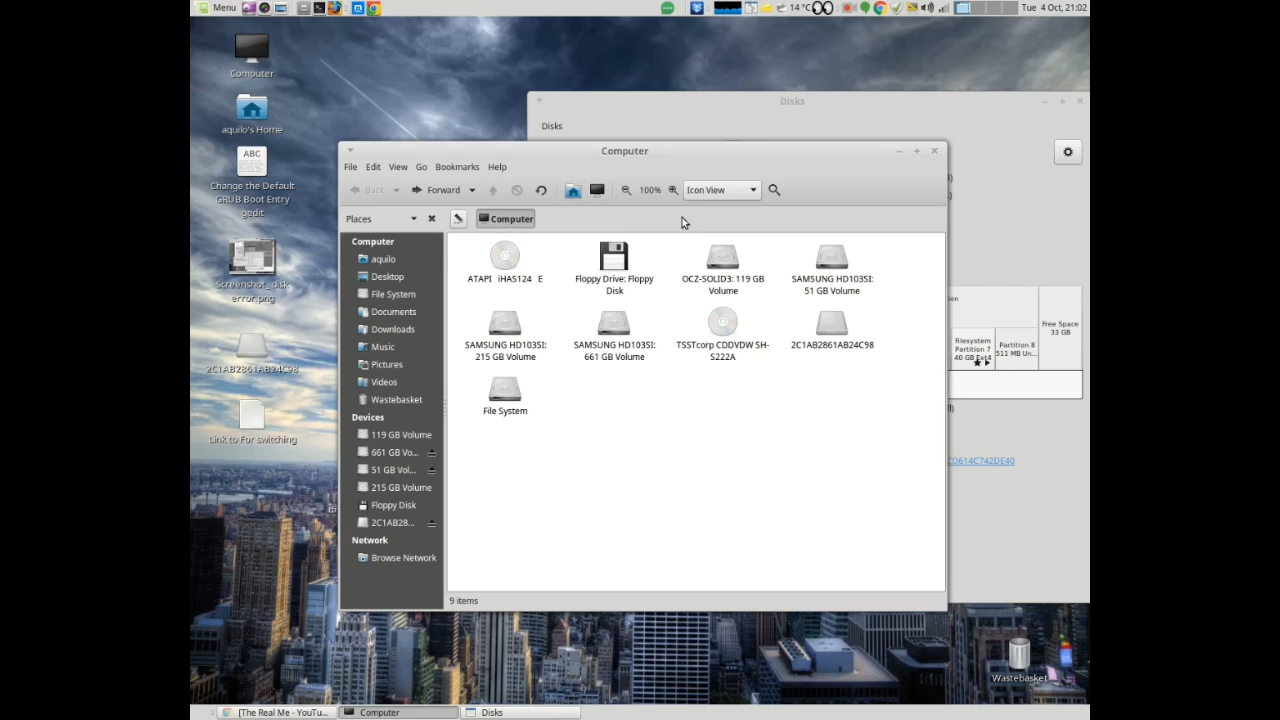 Menu
14 °C
Tue 4 Oct, 21:02
Computer
aquilo's Home
ABC
Change the Default
GRUB Boot Entry
gedit
Screenshot_ disk
error.png
2C1AB2861AB24C98
Link to For switching
Disks
Disks
Computer
File Edit View Go Bookmarks Help
Back Forward 100% Icon View
Places Computer
Computer
aquilo
Desktop
File System
Documents
Downloads
Music
Pictures
Videos
Wastebasket
Devices
119 GB Volume
661 GB Vo...
51 GB Vol...
215 GB Volume
Floppy Disk
2C1AB28...
Network
Browse Network
ATAPI iHAS124 E
Floppy Drive: Floppy
Disk
OCZ-SOLID3: 119 GB
Volume
SAMSUNG HD103SI:
51 GB Volume
SAMSUNG HD103SI:
215 GB Volume
SAMSUNG HD103SI:
661 GB Volume
TSSTcorp CDDVDW SH-
S222A
2C1AB2861AB24C98
File System
9 items
on
Filesystem
Partition 7
40 GB Ext4
Partition 8
511 MB Un...
Free Space
33 GB
CD614C742DE40
Wastebasket
[The Real Me - YouTu...
Computer
Disks